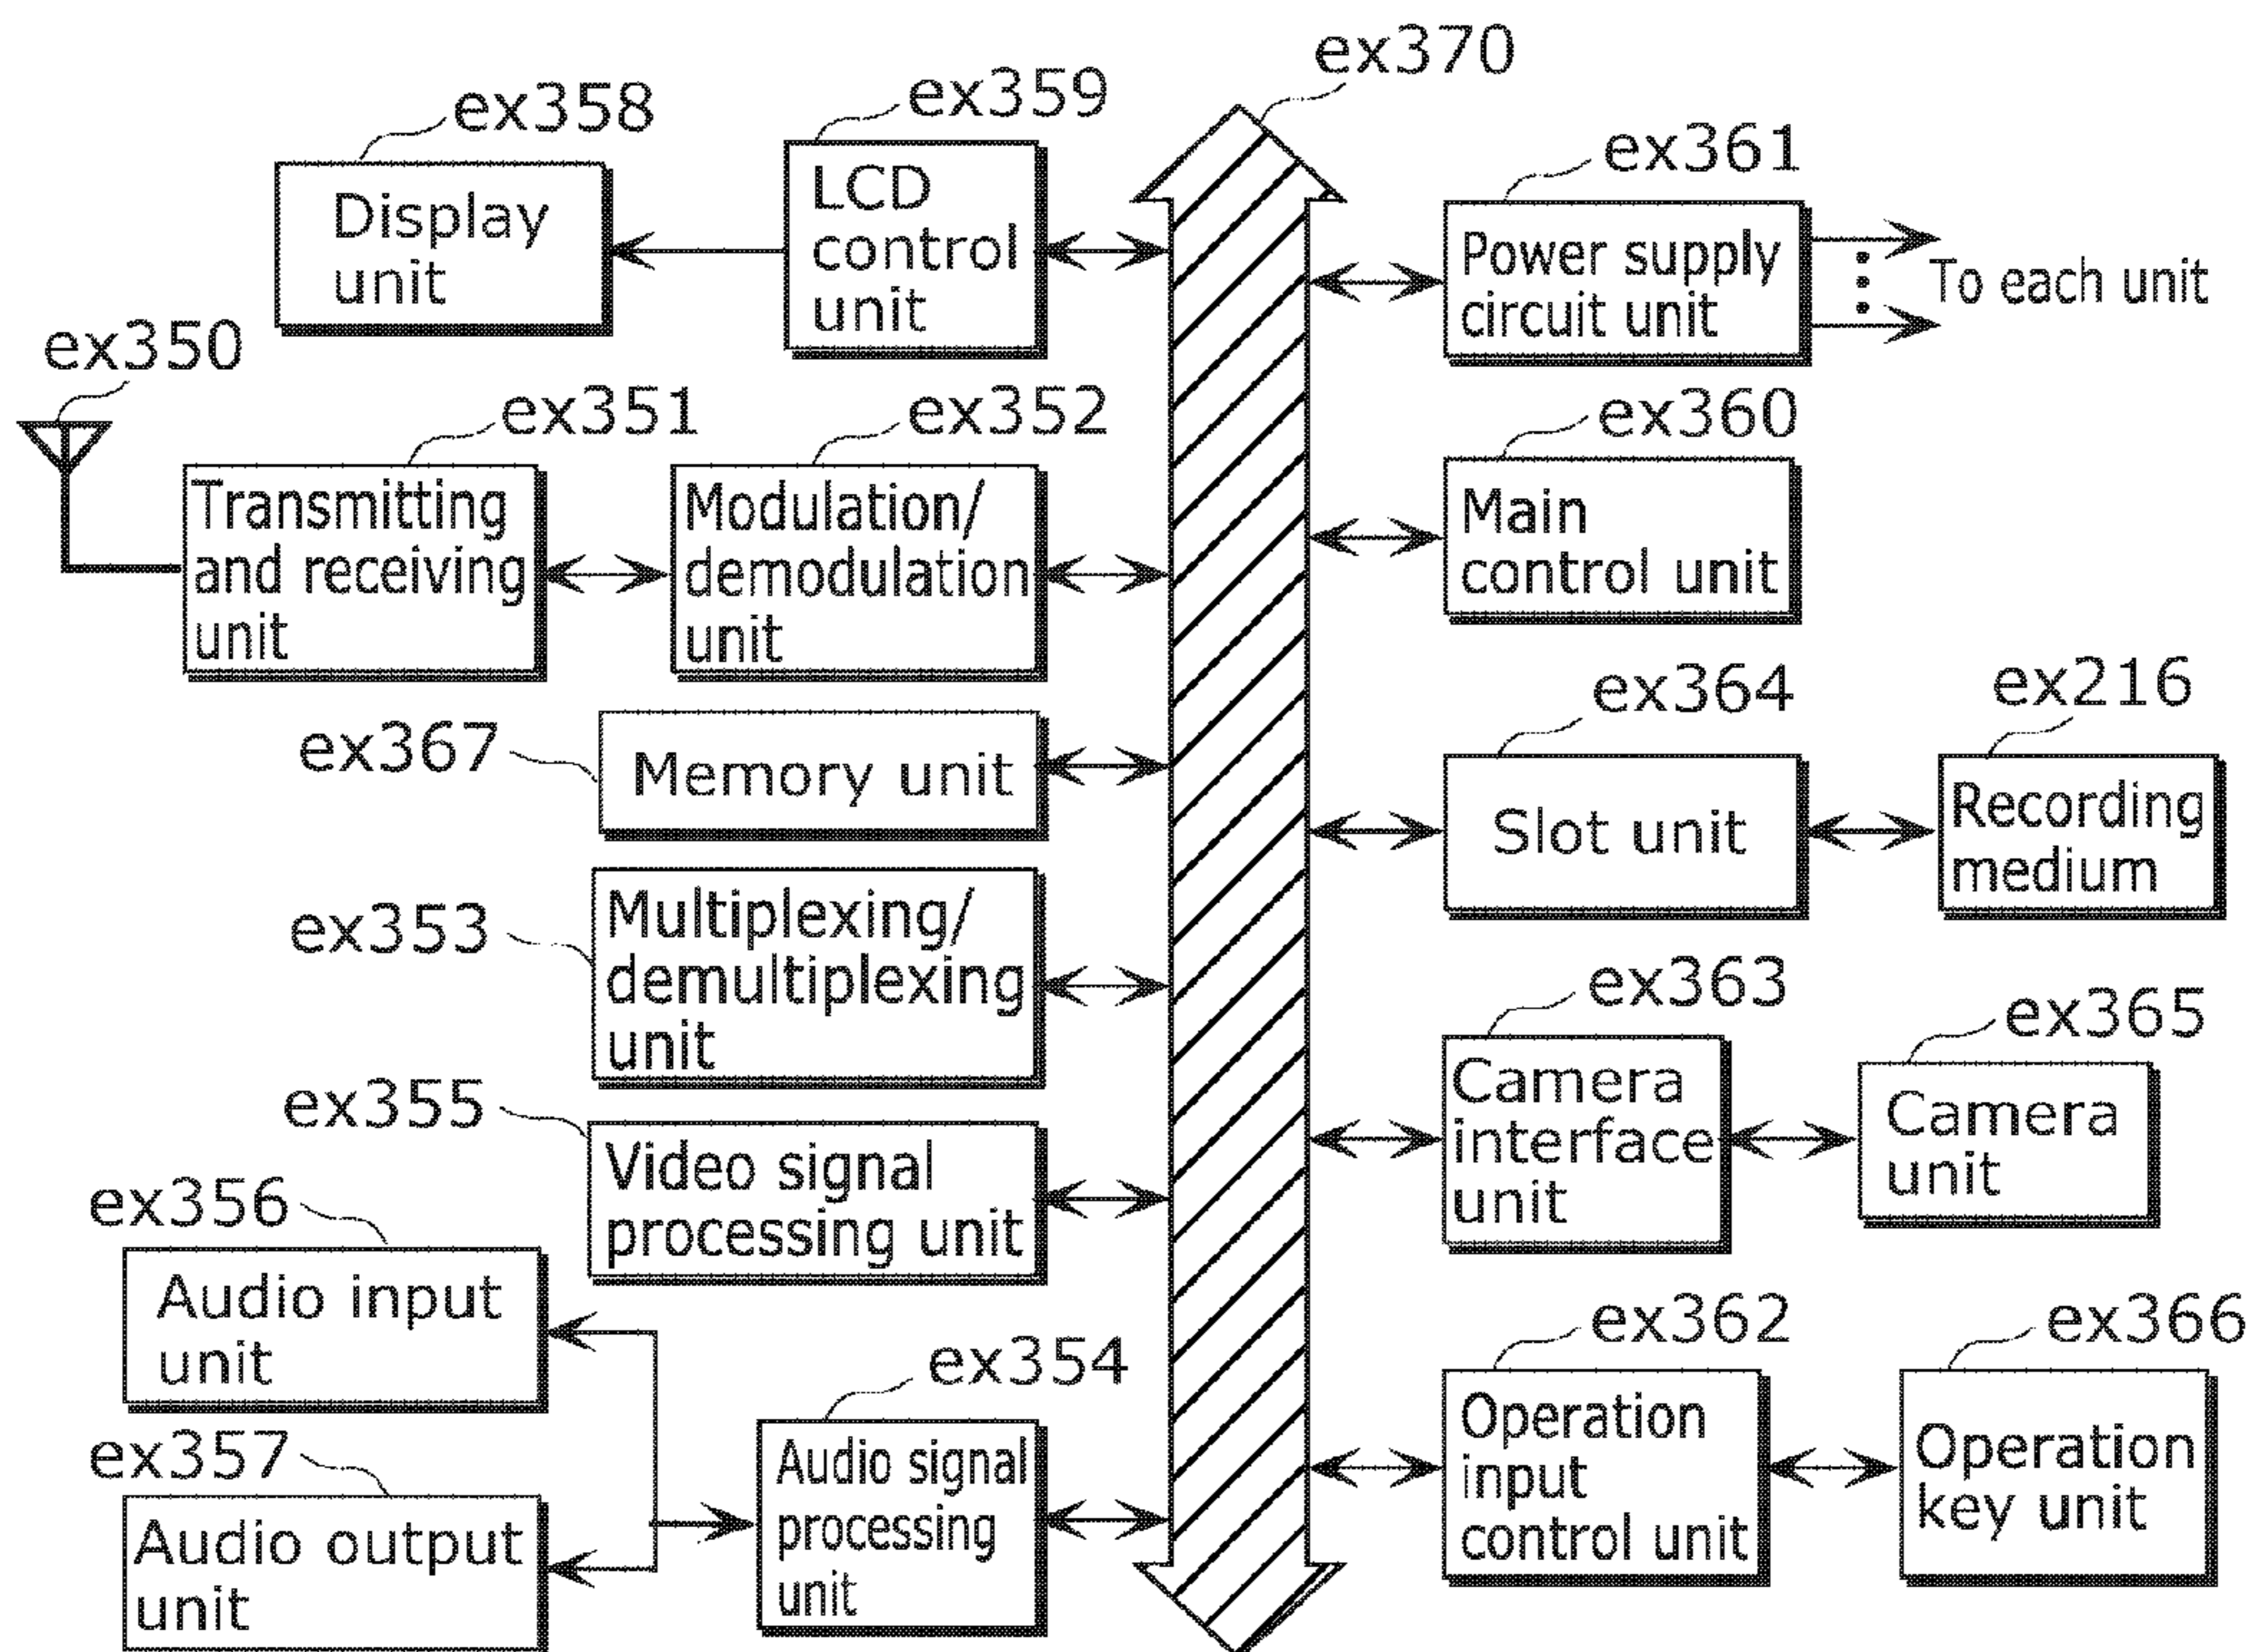 ex370
ex359
ex358
LCD
control
unit
Display
unit
ex361
Power supply
circuit unit
To each unit
ex350
ex351
ex352
Transmitting
and receiving
unit
Modulation/
demodulation
unit
ex360
Main
control unit
ex367
Memory unit
ex364
Slot unit
ex216
Recording
medium
ex353
Multiplexing/
demultiplexing
unit
ex363
Camera
interface
unit
ex365
Camera
unit
ex355
Video signal
processing unit
ex356
Audio input
unit
ex357
Audio output
unit
ex354
Audio signal
processing
unit
ex362
Operation
input
control unit
ex366
Operation
key unit